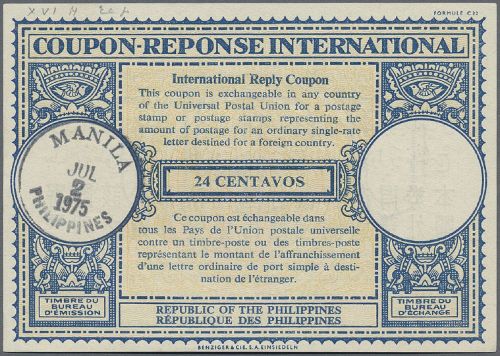 FORMULE C22
COUPON-REPONSE INTERNATIONAL
International Reply Coupon
This coupon is exchangeable in any country
of the Universal Postal Union for a postage
stamp or postage stamps representing the
amount of postage for an ordinary single-rate
letter destined for a foreign country.
MANILA
JUL
2
1975
PHILIPPINES
24 CENTAVOS
Ce coupon est échangeable dans
tous les Pays de l'Union postale universelle
contre un timbre-poste ou des timbres-poste
représentant le montant de l'affranchissement
d'une lettre ordinaire de port simple à desti-
nation de l'étranger.
TIMBRE DU
BUREAU
D'ÉMISSION
REPUBLIC OF THE PHILIPPINES
RÉPUBLIQUE DES PHILIPPINES
TIMBRE DU
BUREAU
D'ÉCHANGE
BENZIGER & CIE. S.A. EINSIEDELN